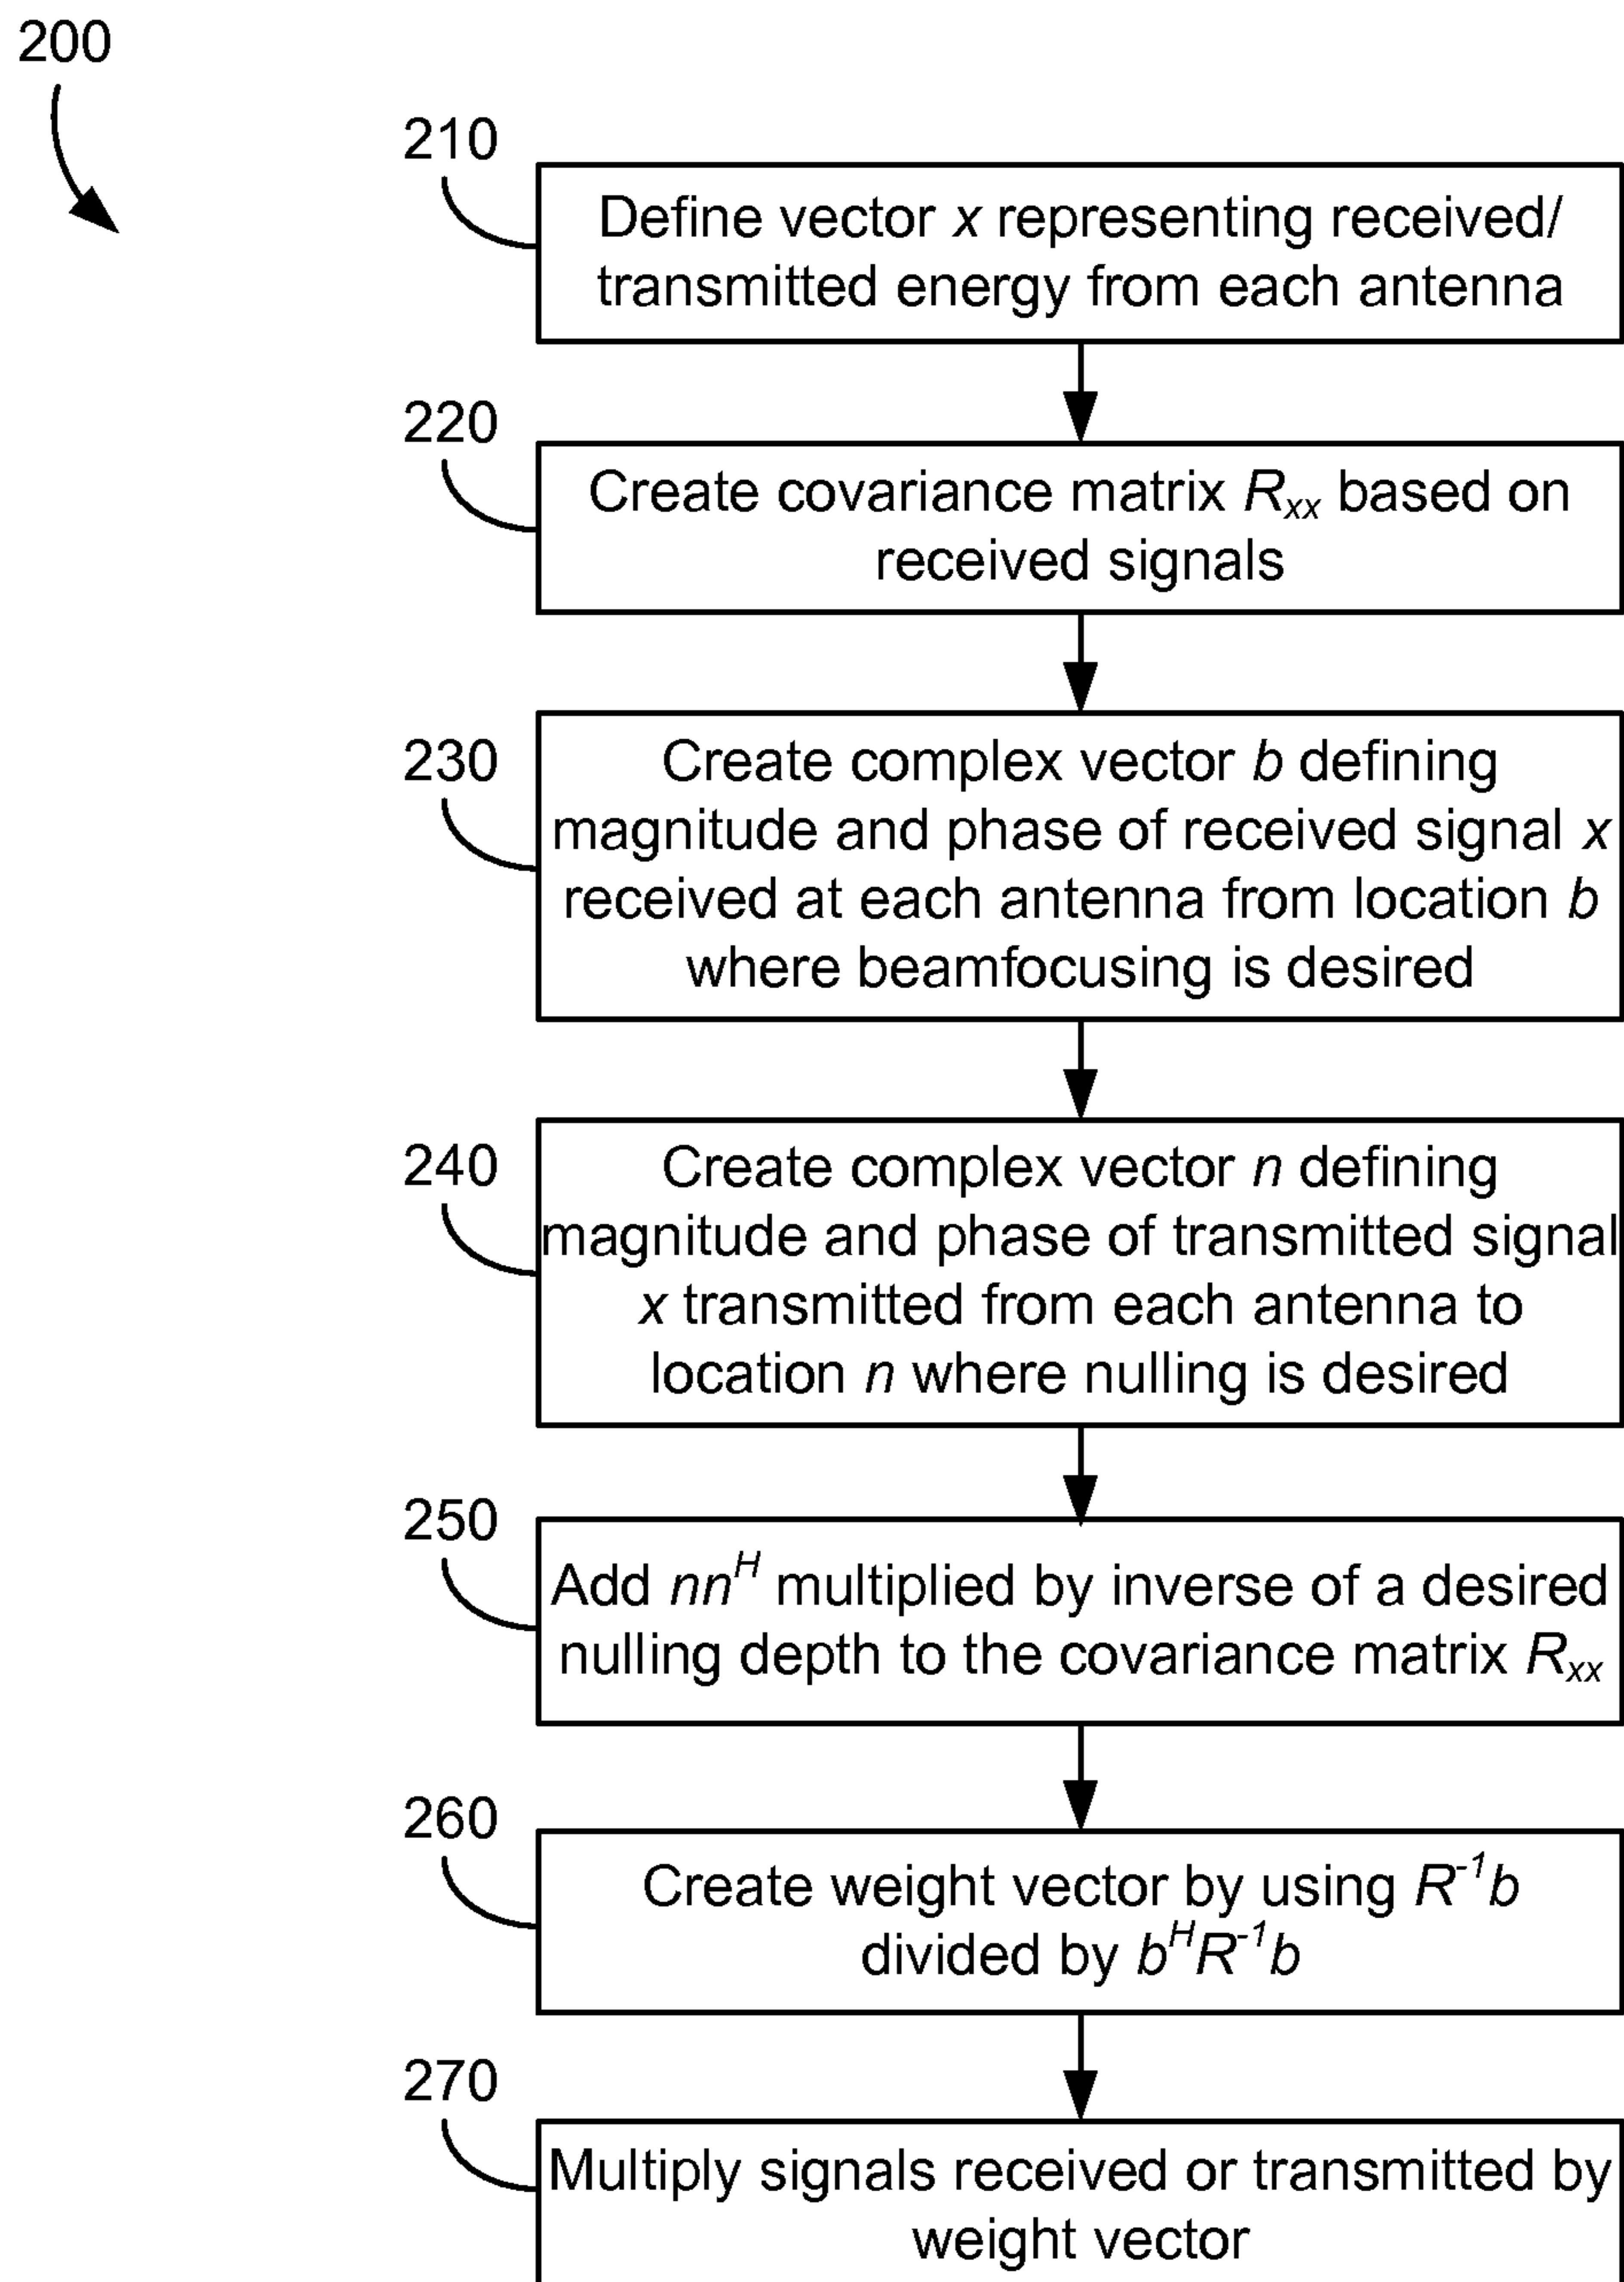 200
210
Define vector x representing received/
transmitted energy from each antenna
220
Create covariance matrix Rxx based on
received signals
230
Create complex vector b defining
magnitude and phase of received signal x
received at each antenna from location b
where beamfocusing is desired
240
Create complex vector n defining
magnitude and phase of transmitted signal
x transmitted from each antenna to
location n where nulling is desired
250
Add nn^H multiplied by inverse of a desired
nulling depth to the covariance matrix Rxx
260
Create weight vector by using R^-1b
divided by b^HR^-1b
270
Multiply signals received or transmitted by
weight vector